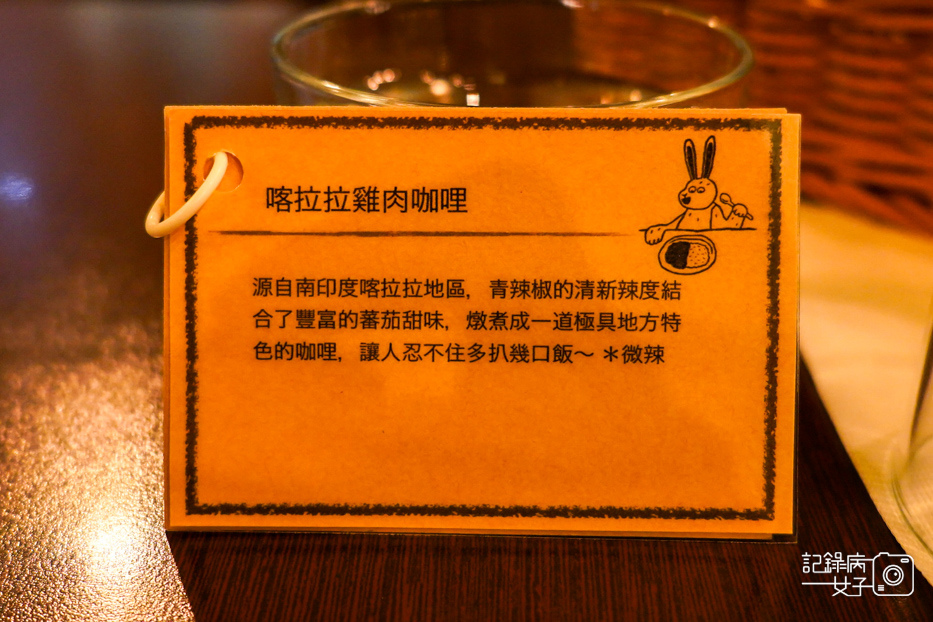 喀拉拉雞肉咖哩
源自南印度喀拉拉地區，青辣椒的清新辣度結
合了豐富的蕃茄甜味，燉煮成一道極具地方特
色的咖哩，讓人忍不住多扒幾口飯～ ＊微辣
記錄病
女子